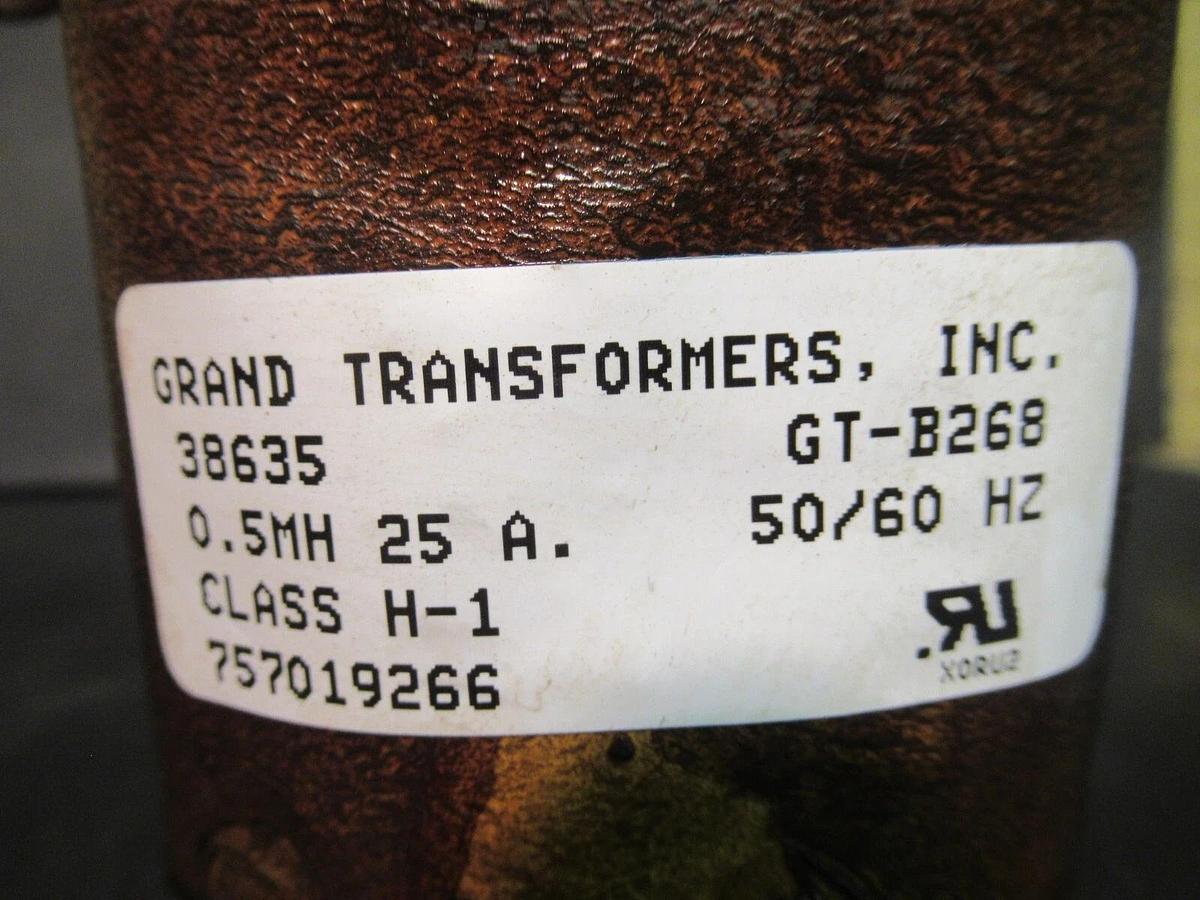 GRAND TRANSFORMERS, INC.
38635 GT-B268
0.5MH 25 A. 50/60 HZ
CLASS H-1
757019266